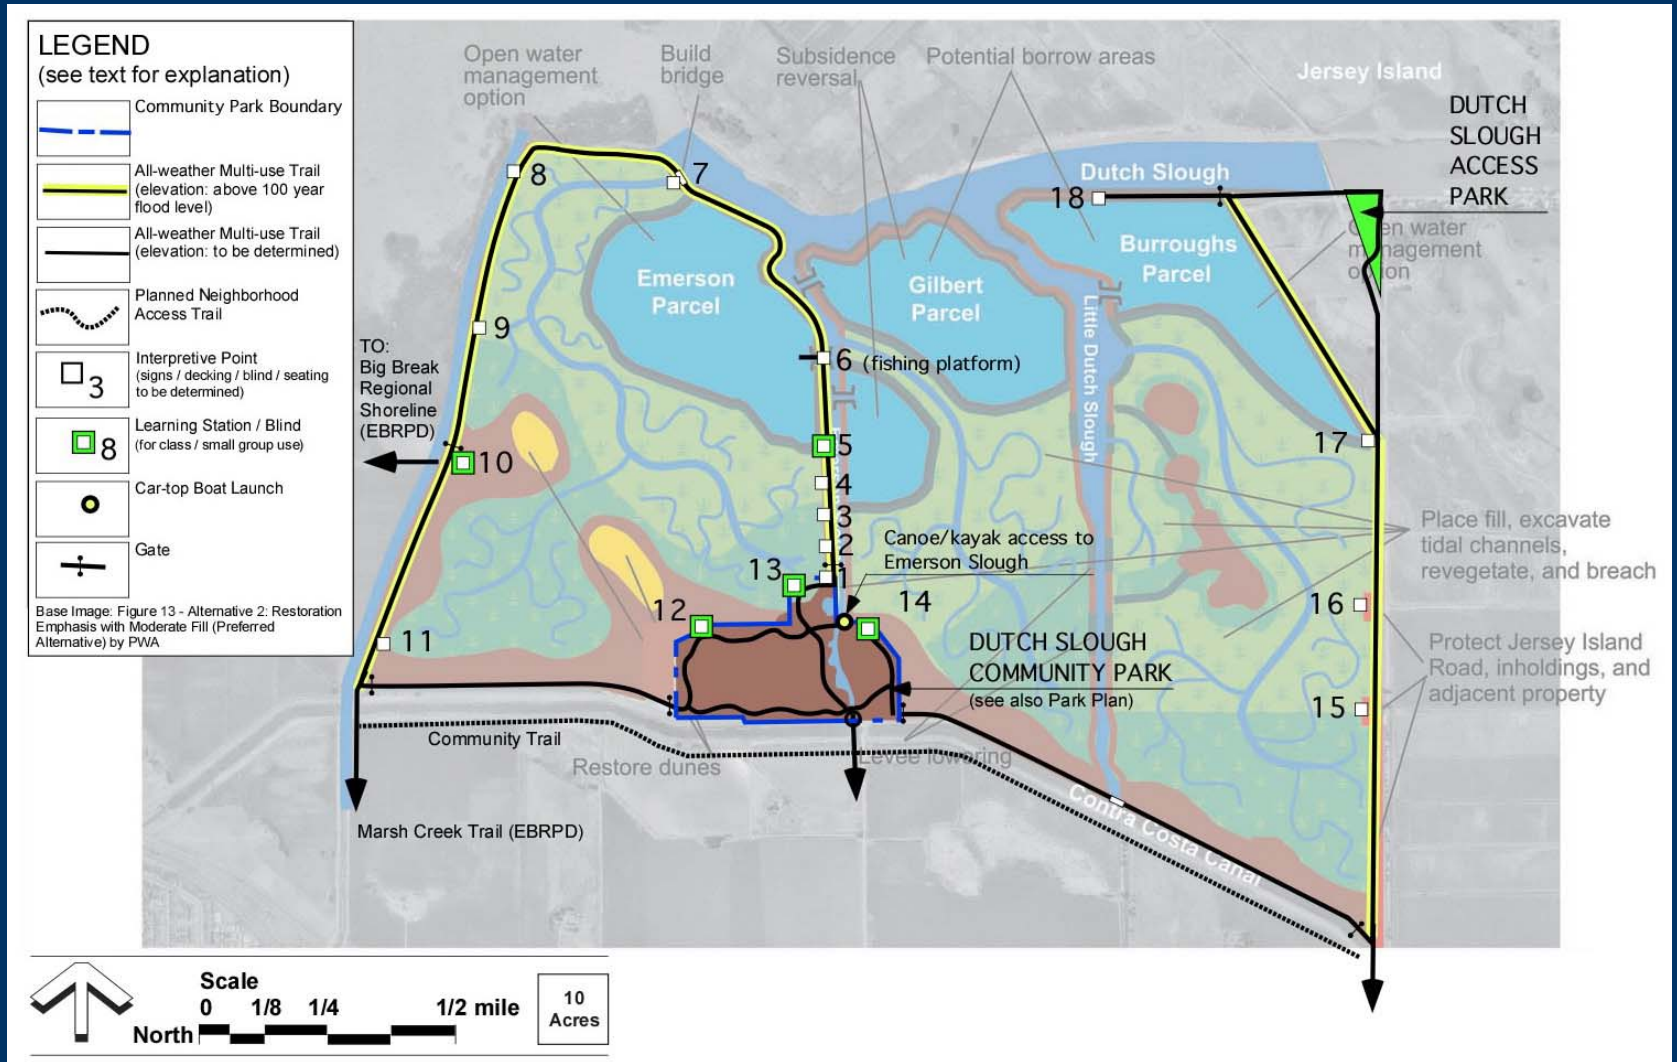 LEGEND
(see text for explanation)
Community Park Boundary
All-weather Multi-use Trail
(elevation: above 100 year
flood level)
All-weather Multi-use Trail
(elevation: to be determined)
Planned Neighborhood
Access Trail
3
Interpretive Point
(signs / decking / blind / seating
to be determined)
8
Learning Station / Blind
(for class / small group use)
Car-top Boat Launch
Gate
Base Image: Figure 13 - Alternative 2: Restoration
Emphasis with Moderate Fill (Preferred
Alternative) by PWA
Open water
management
option
Build
bridge
Subsidence
reversal
Potential borrow areas
Jersey Island
DUTCH
SLOUGH
ACCESS
PARK
8
7
Dutch Slough
18
Open water
management
option
Emerson
Parcel
Gilbert
Parcel
Burroughs
Parcel
Little Dutch Slough
9
6 (fishing platform)
TO:
Big Break
Regional
Shoreline
(EBRPD)
10
5
17
4
3
2
1
Canoe/kayak access to
Emerson Slough
Place fill, excavate
tidal channels,
revegetate, and breach
13
12
14
16
11
DUTCH SLOUGH
COMMUNITY PARK
(see also Park Plan)
Protect Jersey Island
Road, inholdings, and
adjacent property
15
Community Trail
Restore dunes
Levee lowering
Contra Costa Canal
Marsh Creek Trail (EBRPD)
Scale
0 1/8 1/4 1/2 mile
North
10
Acres